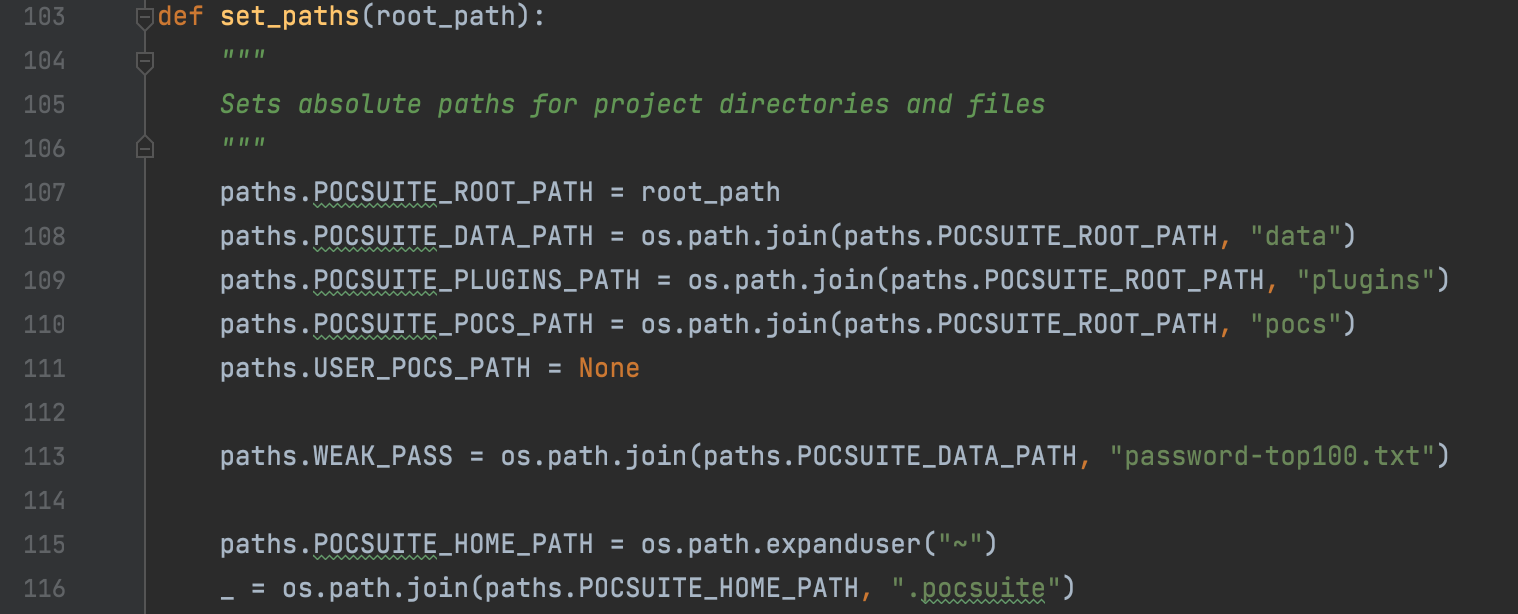 103 def set_paths(root_path):
104 """
105 Sets absolute paths for project directories and files
106 """
107 paths.POCSUITE_ROOT_PATH = root_path
108 paths.POCSUITE_DATA_PATH = os.path.join(paths.POCSUITE_ROOT_PATH, "data")
109 paths.POCSUITE_PLUGINS_PATH = os.path.join(paths.POCSUITE_ROOT_PATH, "plugins")
110 paths.POCSUITE_POCS_PATH = os.path.join(paths.POCSUITE_ROOT_PATH, "pocs")
111 paths.USER_POCS_PATH = None
112
113 paths.WEAK_PASS = os.path.join(paths.POCSUITE_DATA_PATH, "password-top100.txt")
114
115 paths.POCSUITE_HOME_PATH = os.path.expanduser("~")
116 _ = os.path.join(paths.POCSUITE_HOME_PATH, ".pocsuite")